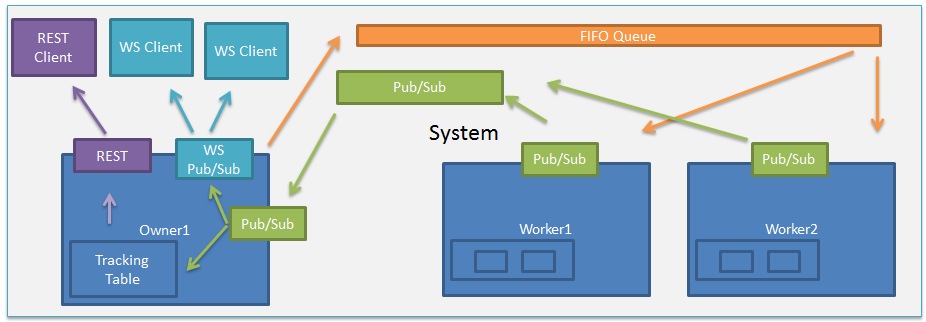 REST
Client
WS Client
WS Client
FIFO Queue
Pub/Sub
System
REST
WS
Pub/Sub
Pub/Sub
Pub/Sub
Pub/Sub
Owner1
Worker1
Worker2
Tracking
Table